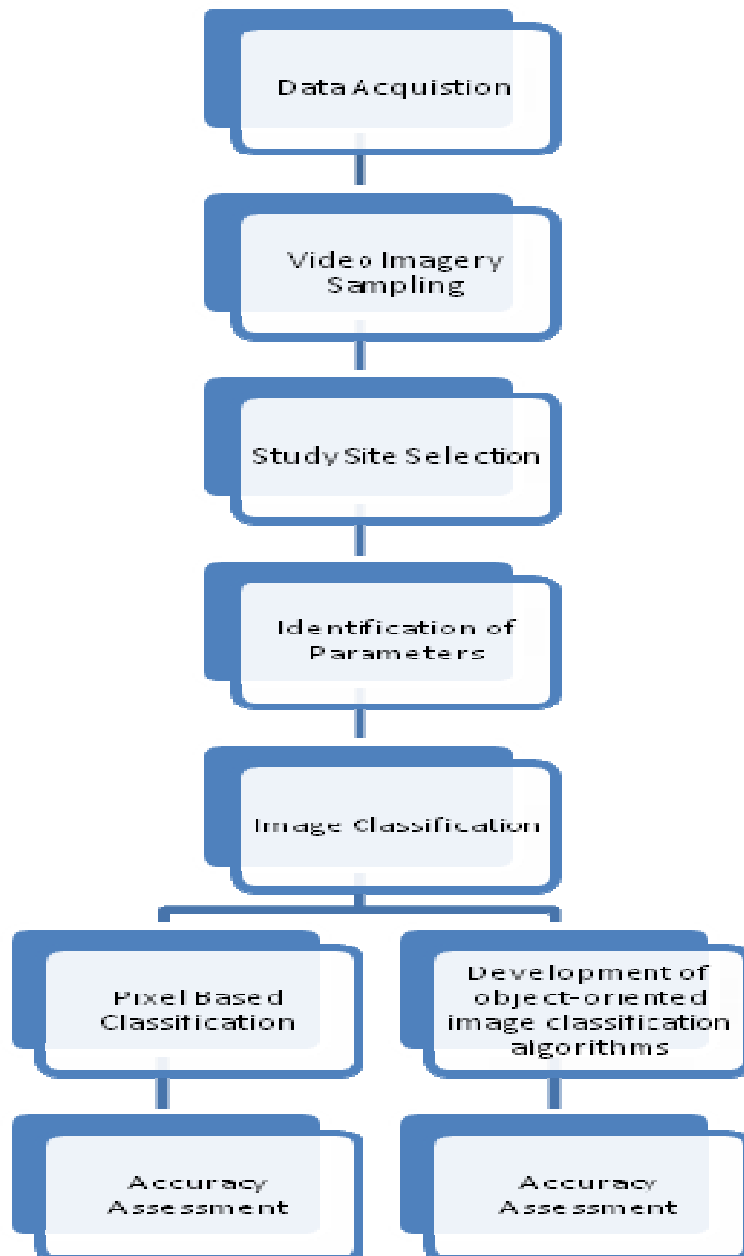 Data Acquistion
Video Imagery
Sampling
Study Site Selection
Identification of
Parameters
Image Classification
Pixel Based
Classification
Development of
object-oriented
image classification
algorithms
Accuracy
Assessment
Accuracy
Assessment